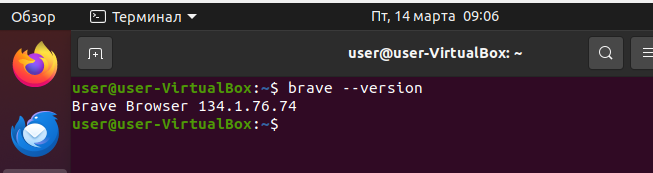 Обзор Терминал Пт, 14 марта 09:06
user@user-VirtualBox: ~
user@user-VirtualBox:~$ brave --version
Brave Browser 134.1.76.74
user@user-VirtualBox:~$